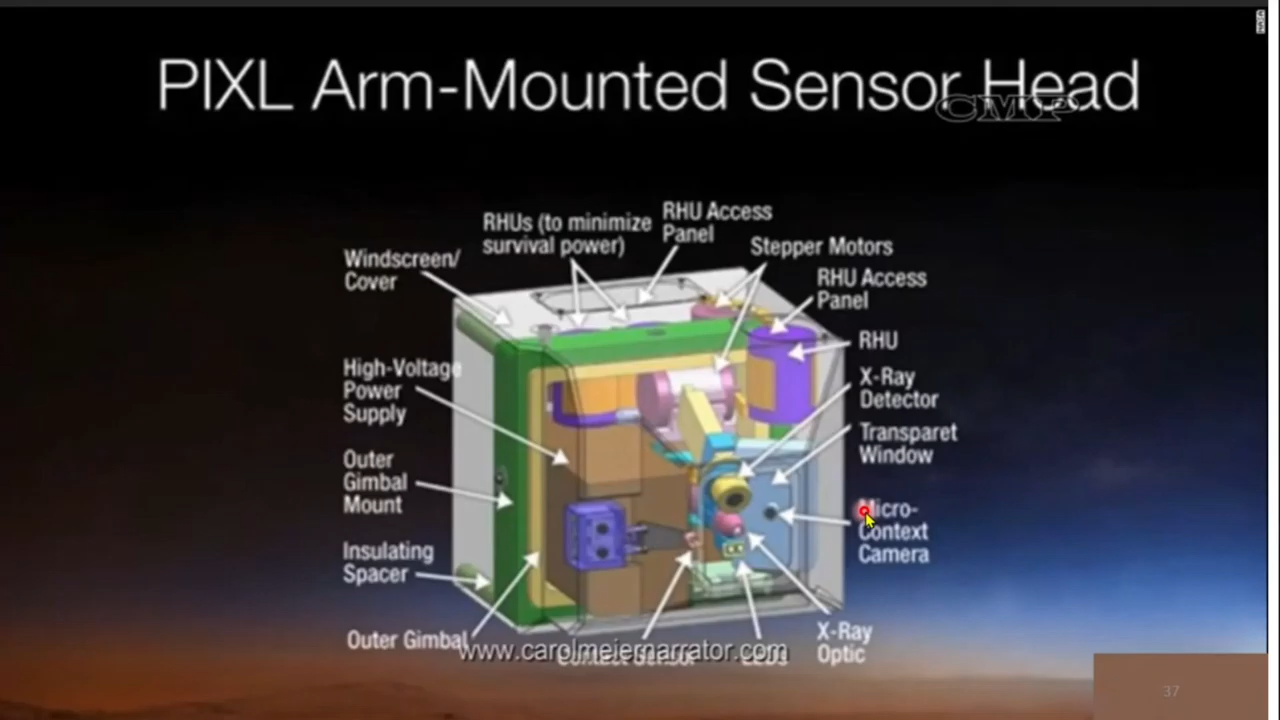 NASA
PIXL Arm-Mounted Sensor Head
CMP
RHUs (to minimize
survival power)
RHU Access
Panel
Stepper Motors
Windscreen/
Cover
RHU Access
Panel
RHU
High-Voltage
Power
Supply
X-Ray
Detector
Transparet
Window
Outer
Gimbal
Mount
Micro-
Context
Camera
Insulating
Spacer
Outer Gimbal
X-Ray
Optic
www.carolmeiernarrator.com
37